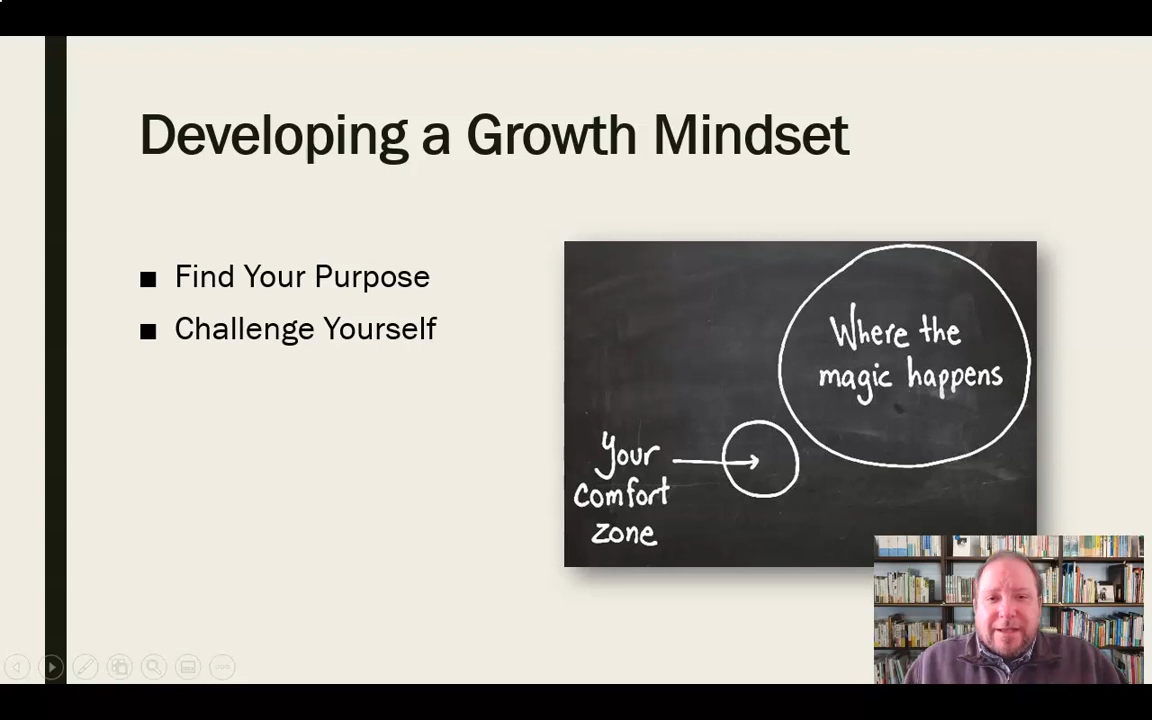 Developing a Growth Mindset
Find Your Purpose
Challenge Yourself
Where the
magic happens
Your
comfort
zone